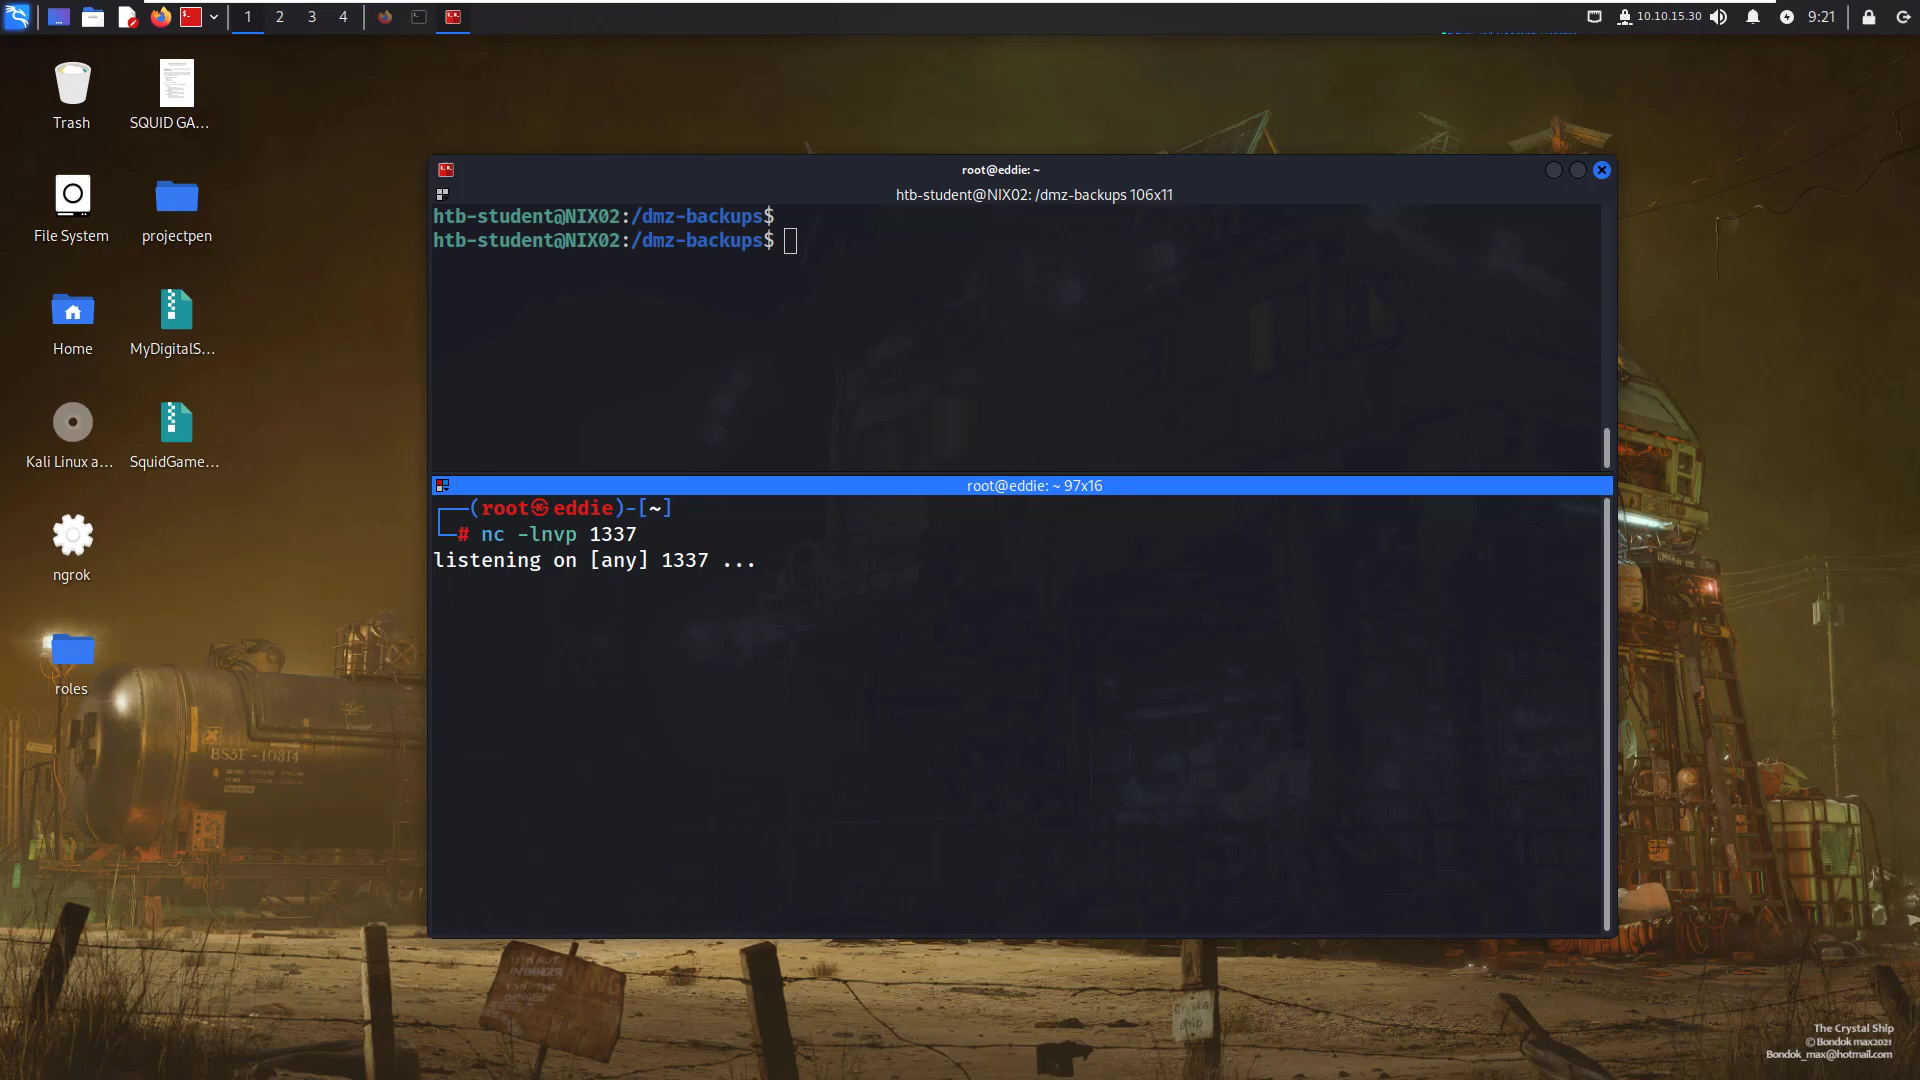 1 2 3 4
10.10.15.30
9:21
Trash
SQUID GA...
File System
projectpen
Home
MyDigitalS...
Kali Linux a...
SquidGame...
ngrok
roles
root@eddie: ~
htb-student@NIX02: /dmz-backups 106x11
htb-student@NIX02:/dmz-backups$
htb-student@NIX02:/dmz-backups$
root@eddie: ~ 97x16
(root㉿eddie)-[~]
# nc -lnvp 1337
listening on [any] 1337 ...
BS5E-10314
The Crystal Ship
© Bondok max2021
Bondok_max@hotmail.com